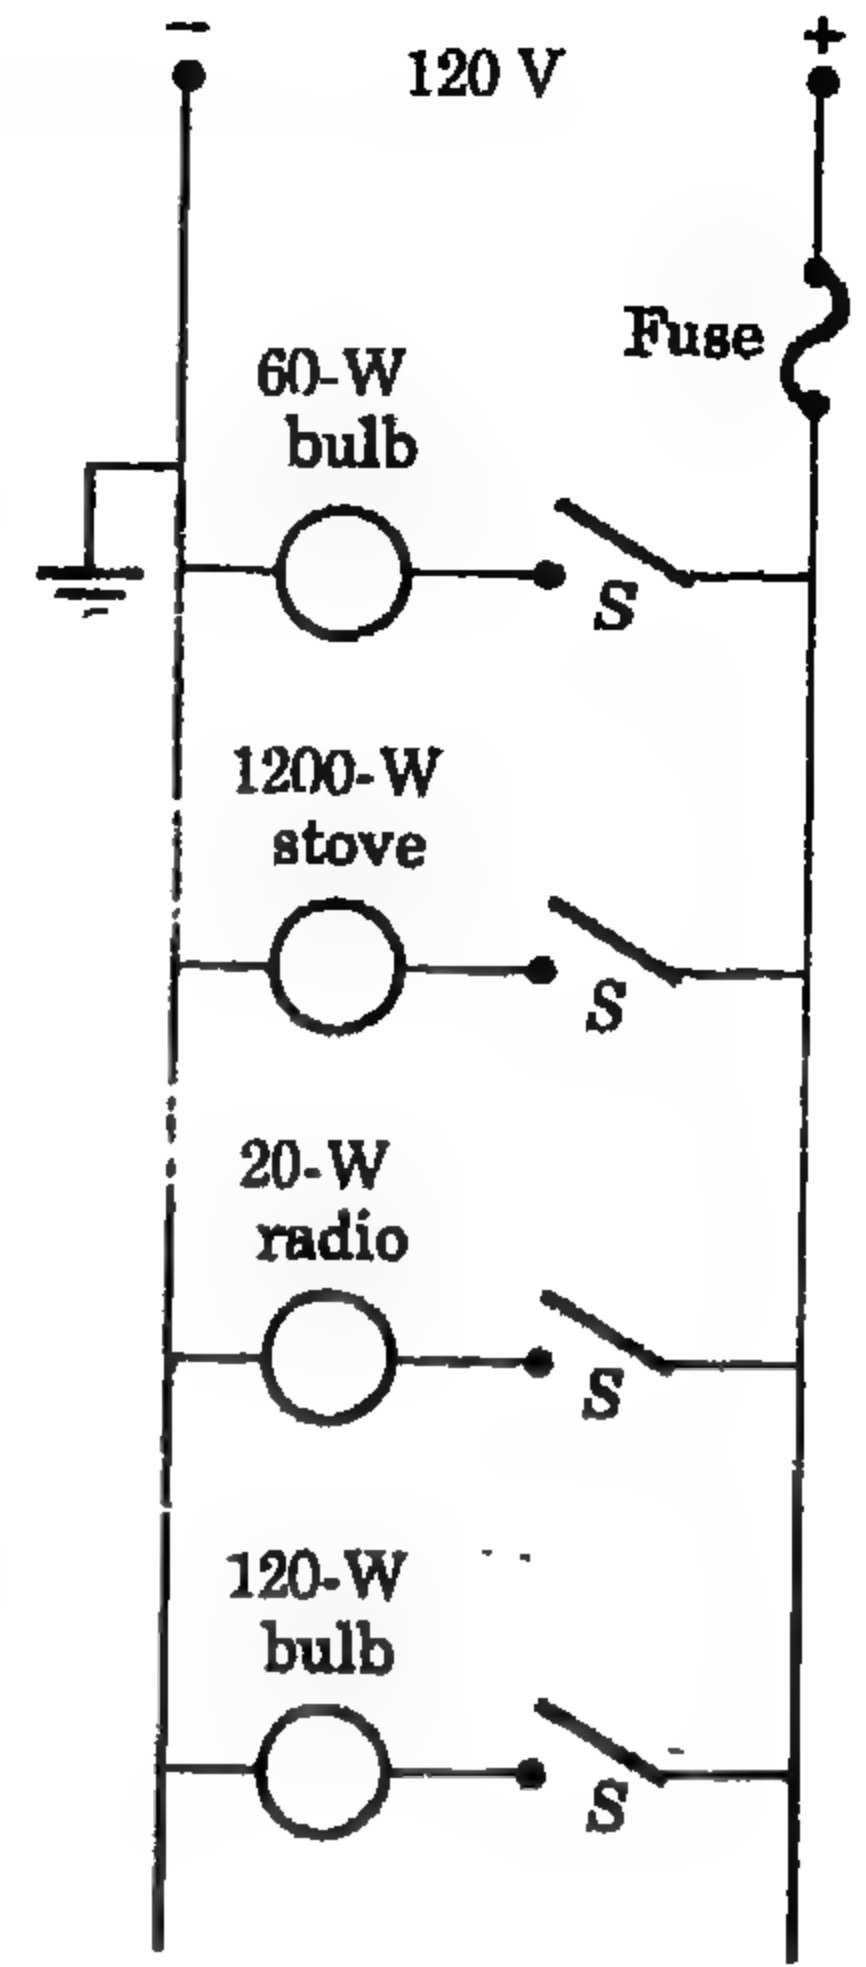 −
120 V
+
Fuse
60-W
bulb
S
1200-W
stove
S
20-W
radio
S
120-W
bulb
S